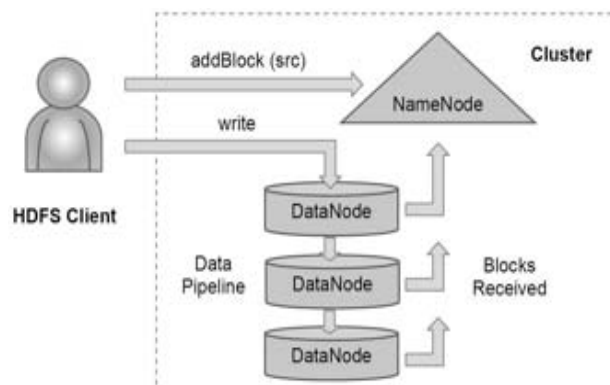 addBlock (src)
Cluster
NameNode
write
HDFS Client
DataNode
Data
Pipeline
DataNode
Blocks
Received
DataNode